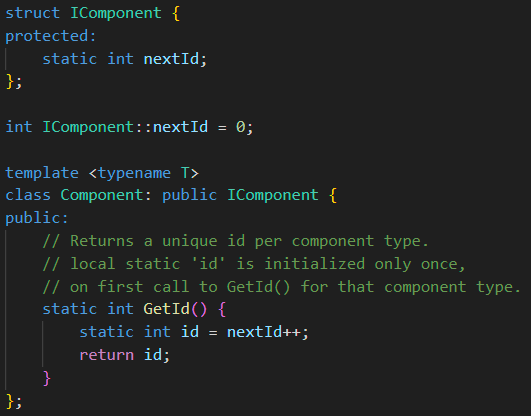 struct IComponent {
protected:
    static int nextId;
};

int IComponent::nextId = 0;

template <typename T>
class Component: public IComponent {
public:
    // Returns a unique id per component type.
    // local static 'id' is initialized only once,
    // on first call to GetId() for that component type.
    static int GetId() {
        static int id = nextId++;
        return id;
    }
};